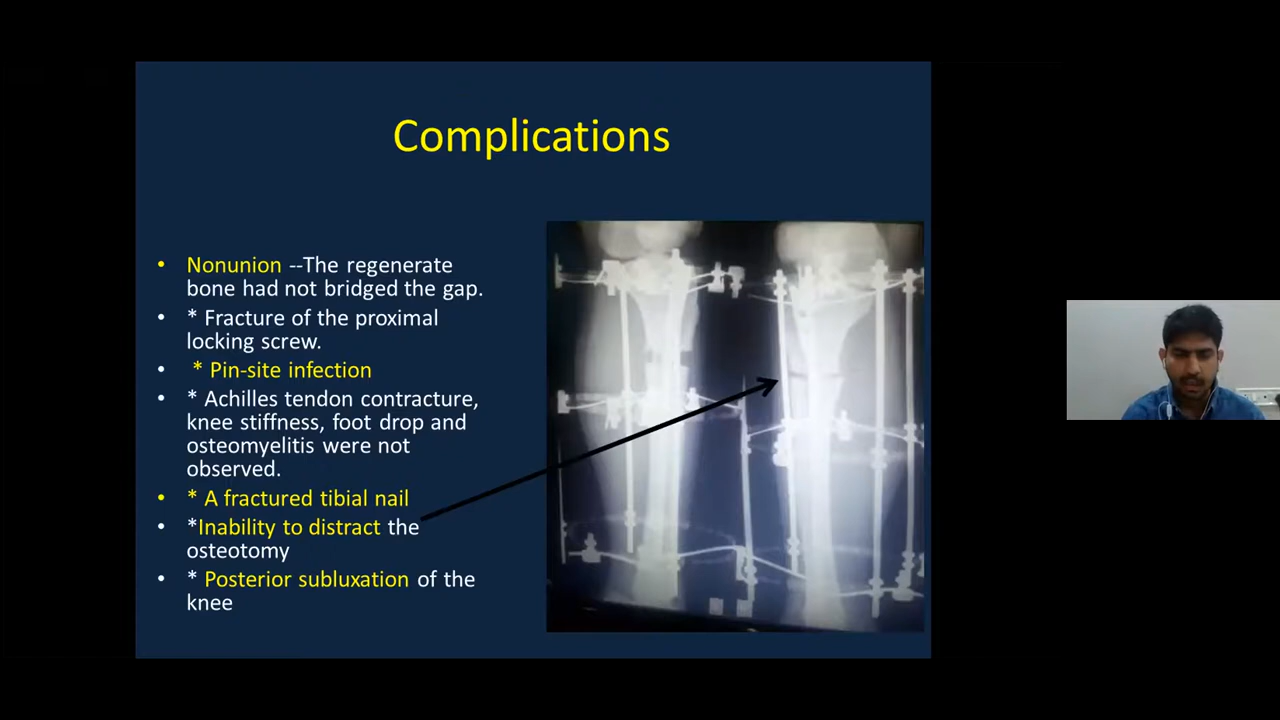 Complications
• Nonunion --The regenerate
bone had not bridged the gap.
• * Fracture of the proximal
locking screw.
• * Pin-site infection
• * Achilles tendon contracture,
knee stiffness, foot drop and
osteomyelitis were not
observed.
• * A fractured tibial nail
• *Inability to distract the
osteotomy
• * Posterior subluxation of the
knee